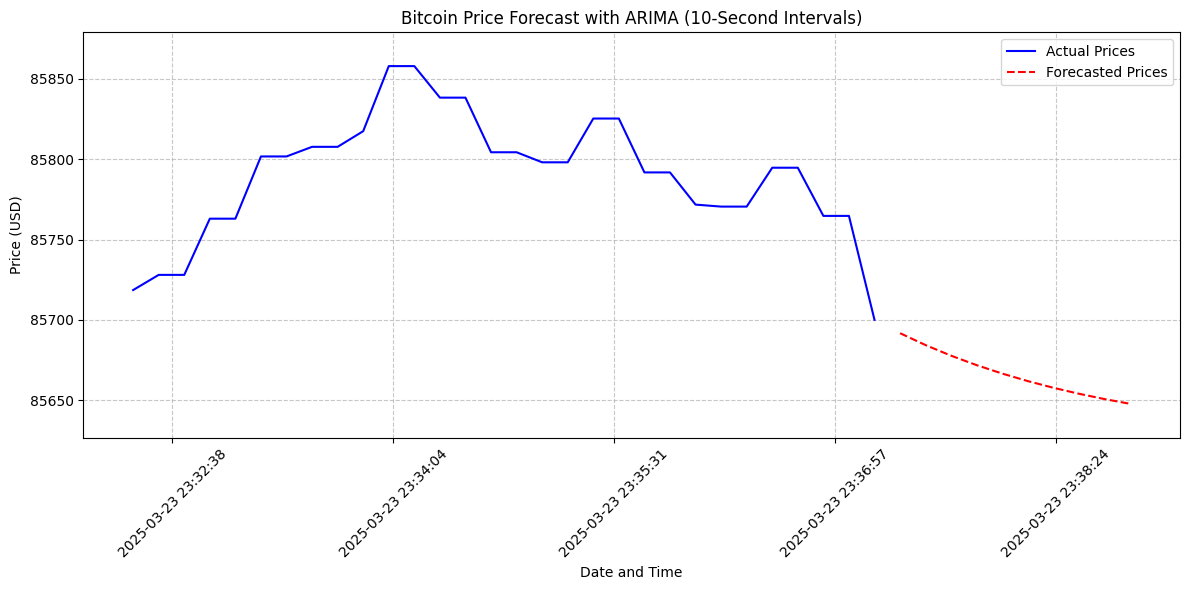 Bitcoin Price Forecast with ARIMA (10-Second Intervals)
Actual Prices
Forecasted Prices
Price (USD)
85850
85800
85750
85700
85650
2025-03-23 23:32:38
2025-03-23 23:34:04
2025-03-23 23:35:31
2025-03-23 23:36:57
2025-03-23 23:38:24
Date and Time